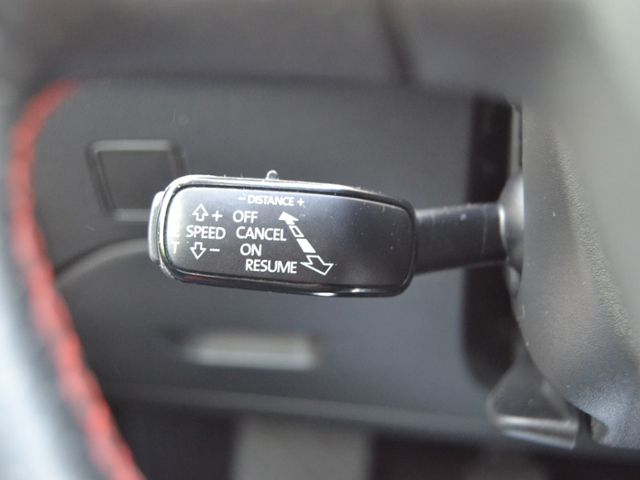 - DISTANCE +
+ OFF
SPEED CANCEL
T - ON
RESUME